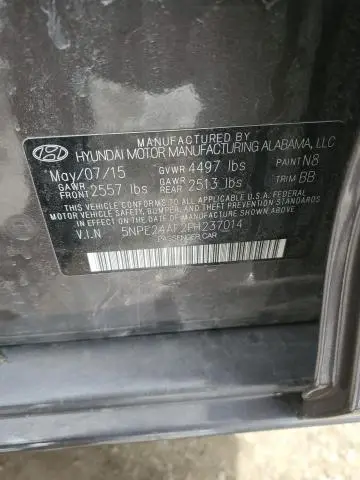 MANUFACTURED BY
HYUNDAI MOTOR MANUFACTURING ALABAMA, LLC
May/07/15 GVWR 4497 lbs PAINT N8
GAWR FRONT 2557 lbs GAWR REAR 2513 lbs TRIM BB
THIS VEHICLE CONFORMS TO ALL APPLICABLE U.S.A. FEDERAL
MOTOR VEHICLE SAFETY, BUMPER, AND THEFT PREVENTION
STANDARDS IN EFFECT ON THE DATE OF MANUFACTURE SHOWN ABOVE.
V.I.N 5NPE24AF2FH237014
PASSENGER CAR